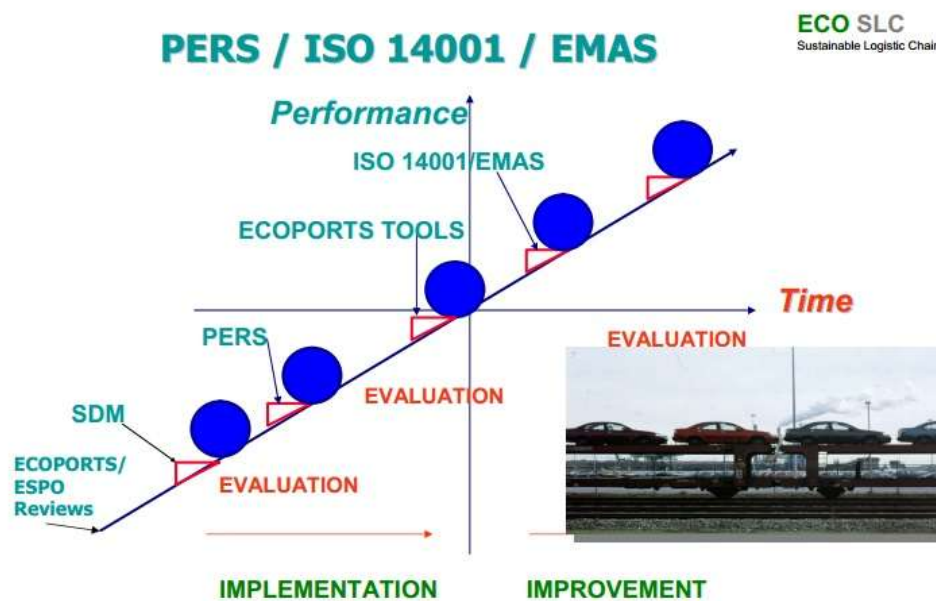 PERS / ISO 14001 / EMAS
ECO SLC
Sustainable Logistic Chain
Performance
ISO 14001/EMAS
ECOPORTS TOOLS
Time
PERS
EVALUATION
EVALUATION
SDM
ECOPORTS/
ESPO
Reviews
EVALUATION
IMPLEMENTATION
IMPROVEMENT